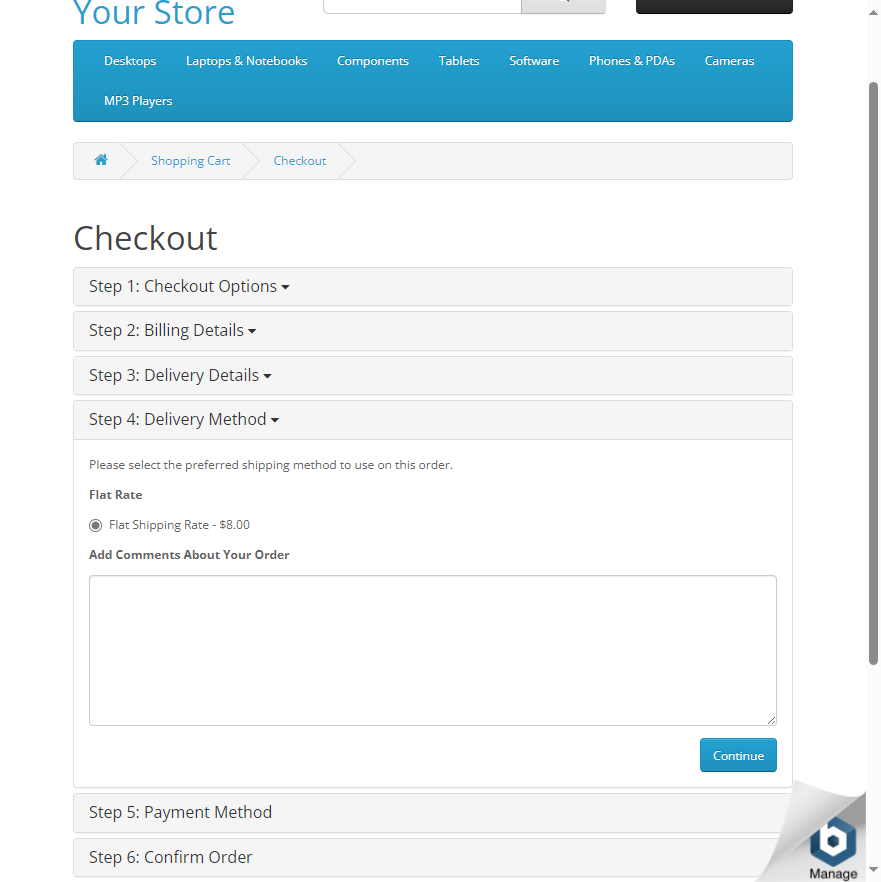 Your Store
Desktops Laptops & Notebooks Components Tablets Software Phones & PDAs Cameras
MP3 Players
Shopping Cart Checkout
Checkout
Step 1: Checkout Options
Step 2: Billing Details
Step 3: Delivery Details
Step 4: Delivery Method
Please select the preferred shipping method to use on this order.
Flat Rate
Flat Shipping Rate - $8.00
Add Comments About Your Order
Continue
Step 5: Payment Method
Step 6: Confirm Order
Manage